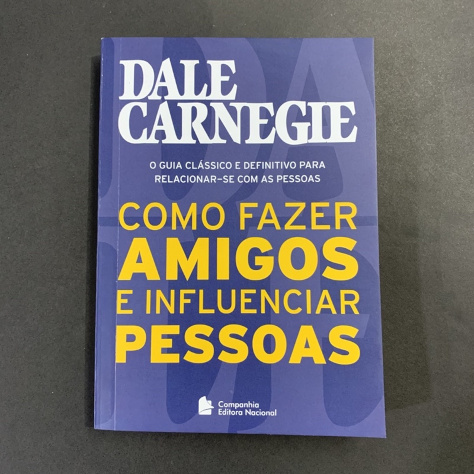 DALE
CARNEGIE
O GUIA CLÁSSICO E DEFINITIVO PARA
RELACIONAR-SE COM AS PESSOAS
COMO FAZER
AMIGOS
E INFLUENCIAR
PESSOAS
Companhia
Editora Nacional